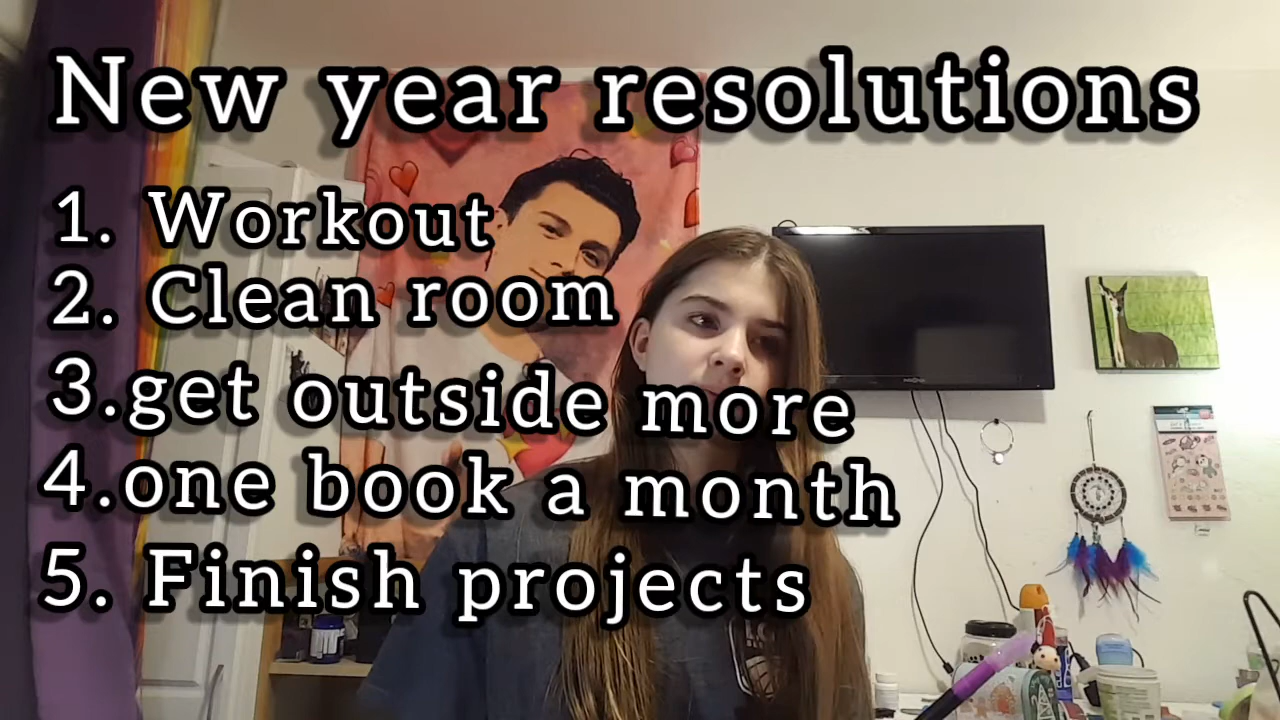 New year resolutions
1. Workout
2. Clean room
3.get outside more
4.one book a month
5. Finish projects